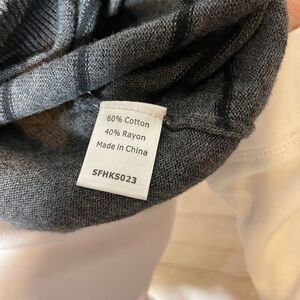 60% Cotton
40% Rayon
Made in China
SFHKS023